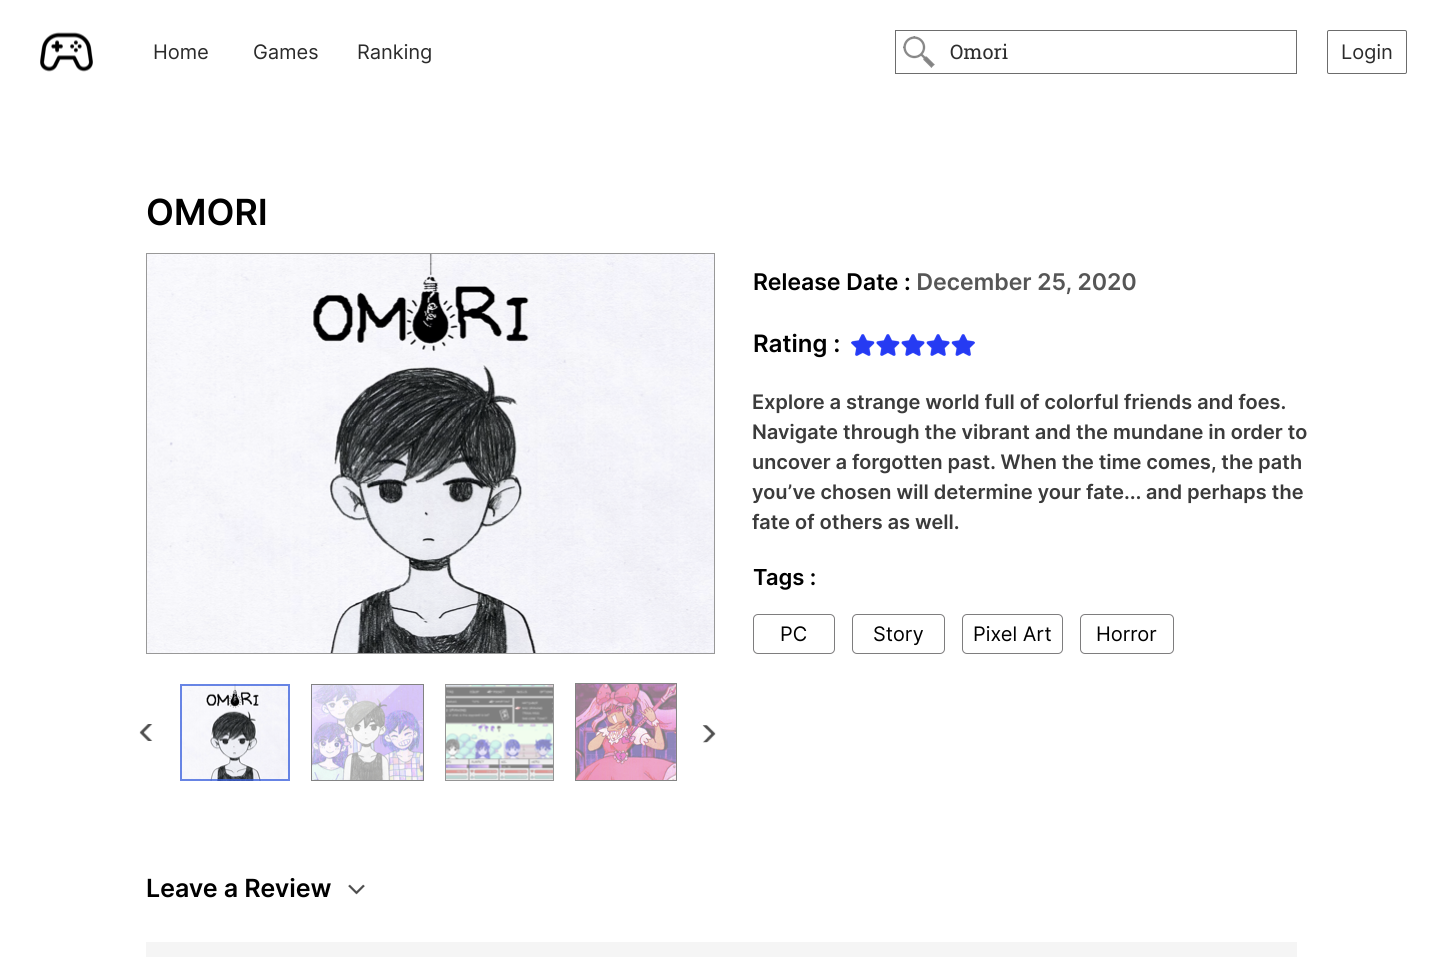 Home Games Ranking Omori Login
OMORI
OMORI
Release Date : December 25, 2020
Rating :
Explore a strange world full of colorful friends and foes.
Navigate through the vibrant and the mundane in order to
uncover a forgotten past. When the time comes, the path
you’ve chosen will determine your fate... and perhaps the
fate of others as well.
Tags :
PC Story Pixel Art Horror
OMORI
Leave a Review